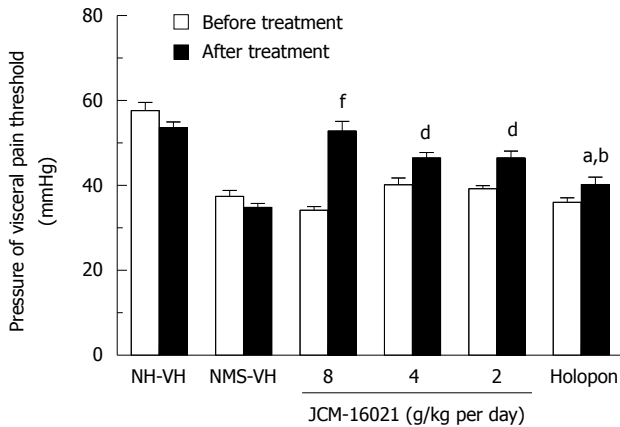 80
Before treatment
After treatment
60
40
20
0
Pressure of visceral pain threshold
(mmHg)
f
d
d
a,b
NH-VH NMS-VH 8 4 2 Holopon
JCM-16021 (g/kg per day)